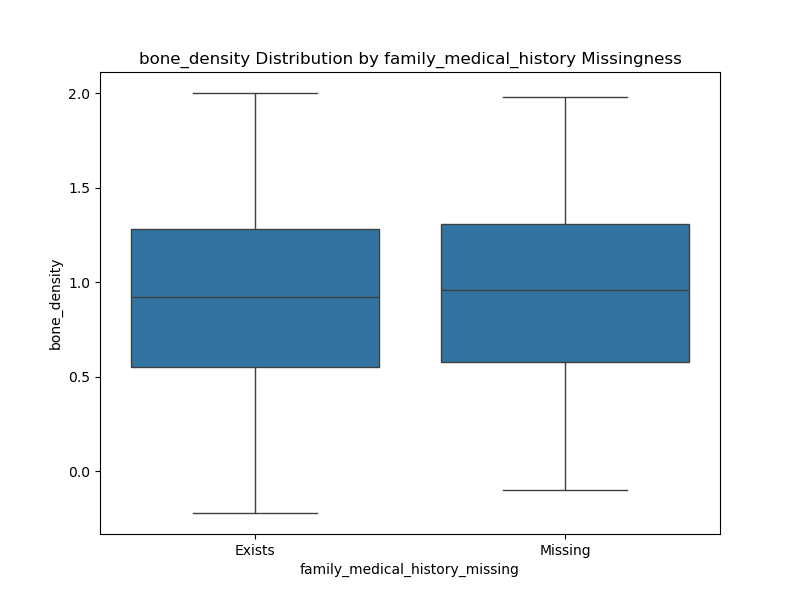 bone_density Distribution by family_medical_history Missingness
2.0
1.5
1.0
0.5
0.0
bone_density
Exists
Missing
family_medical_history_missing